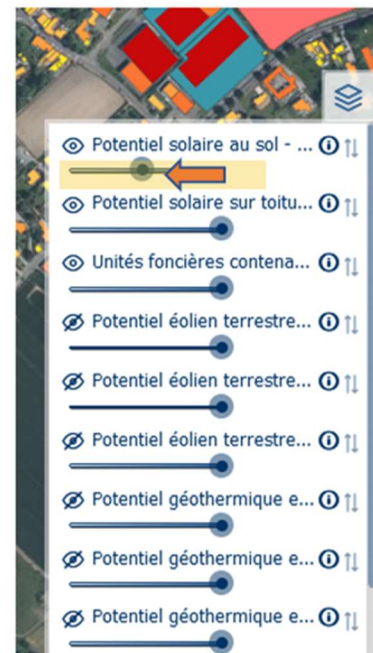 Potentiel solaire au sol - ...
Potentiel solaire sur toitu...
Unités foncières contena...
Potentiel éolien terrestre...
Potentiel éolien terrestre...
Potentiel éolien terrestre...
Potentiel géothermique e...
Potentiel géothermique e...
Potentiel géothermique e...